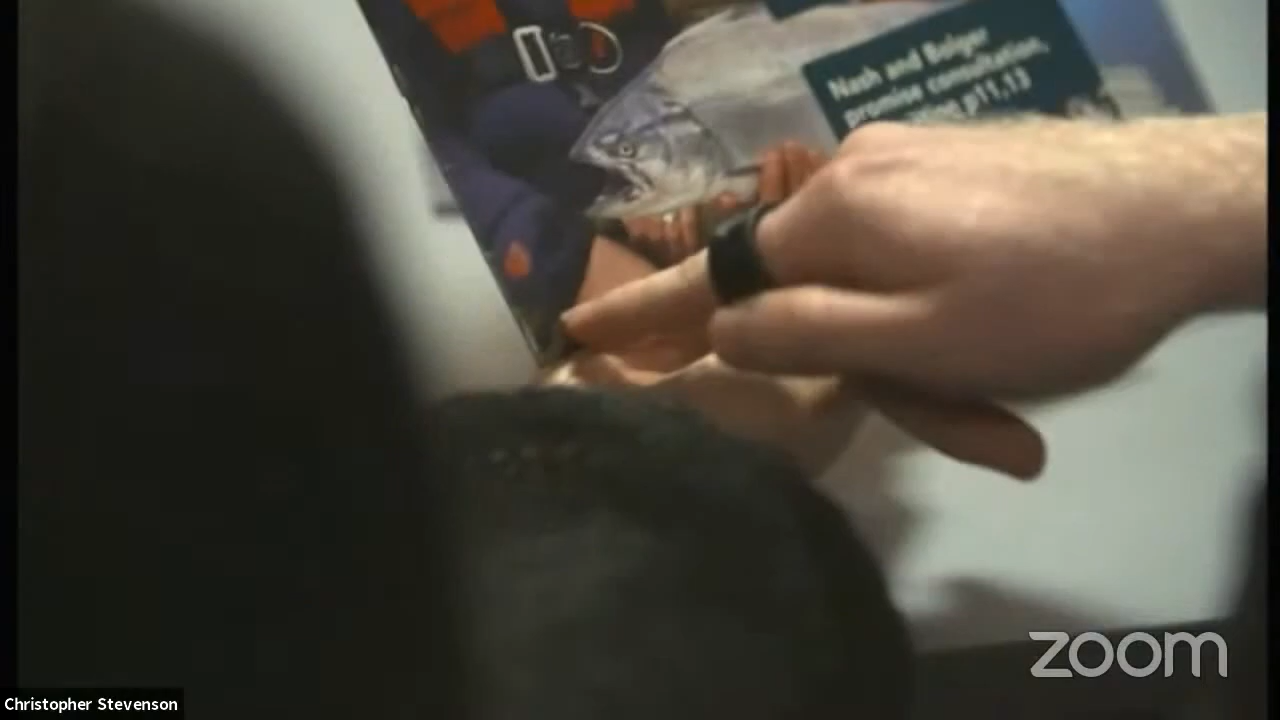 Nash and Bolger
promise consultation,
p11,13
zoom
Christopher Stevenson